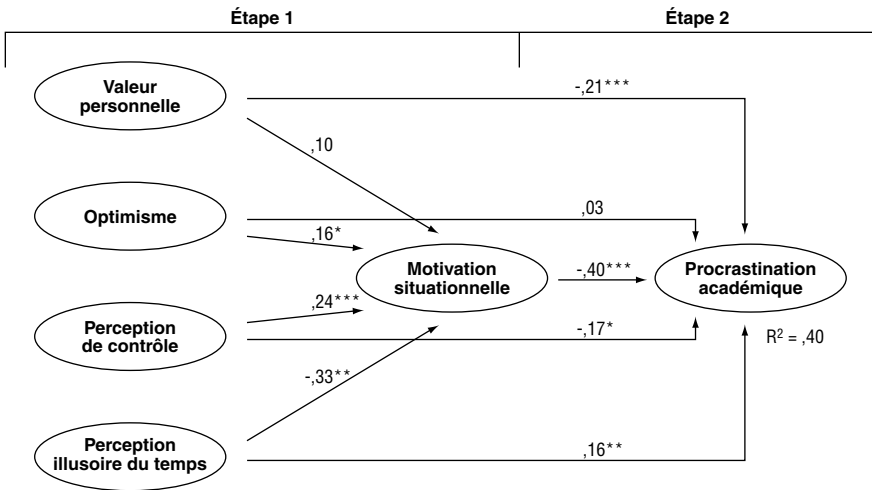 Étape 1
Étape 2
Valeur
personnelle
-,21***
,10
Optimisme
,03
,16*
Motivation
situationnelle
-,40***
Procrastination
académique
,24***
Perception
de contrôle
-,17*
R² = ,40
-,33**
Perception
illusoire du temps
,16**